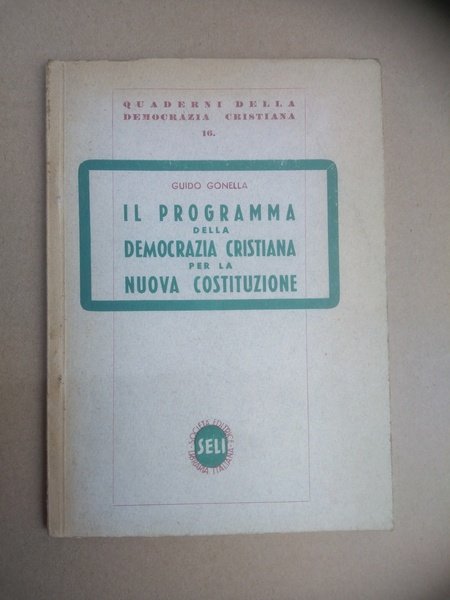 QUADERNI DELLA
DEMOCRAZIA CRISTIANA
16.
GUIDO GONELLA
IL PROGRAMMA
DELLA
DEMOCRAZIA CRISTIANA
PER LA
NUOVA COSTITUZIONE
SOCIETÀ EDITRICE
SELI
LIBRARIA ITALIANA